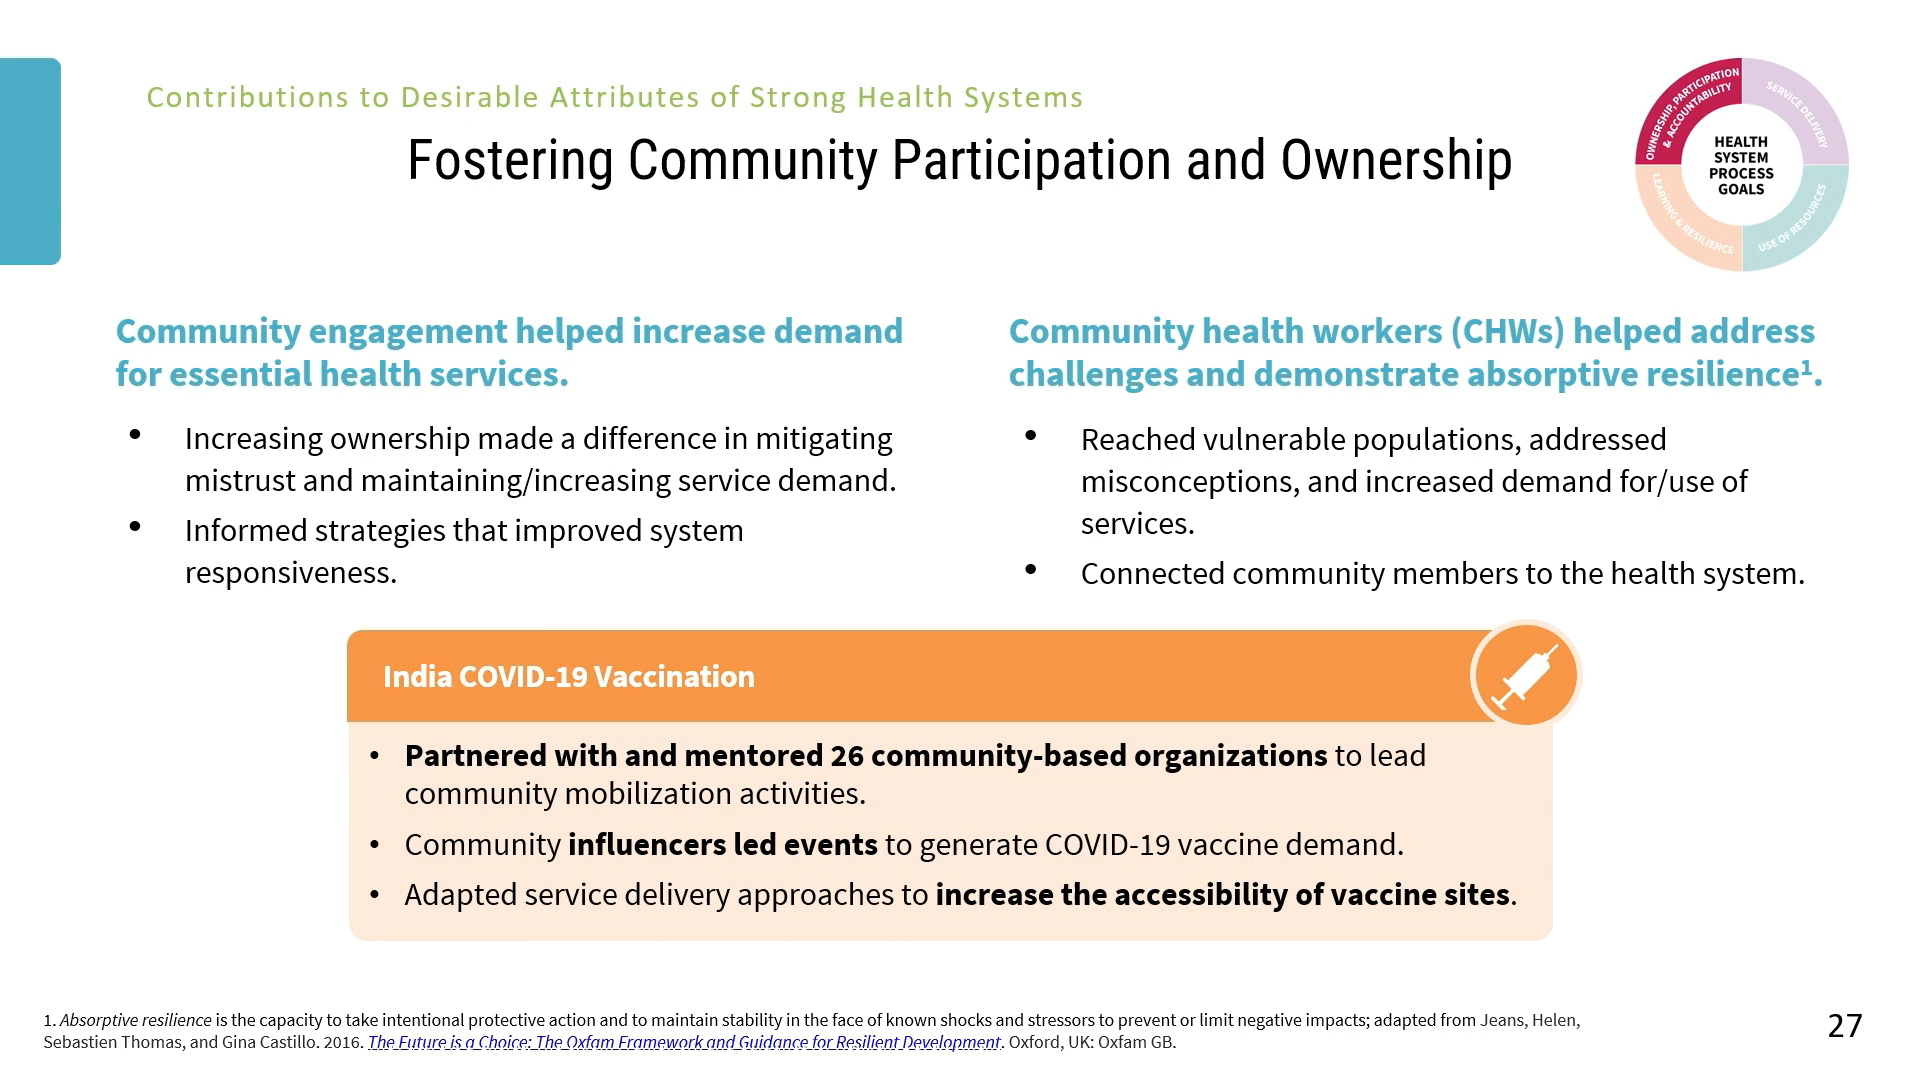 Contributions to Desirable Attributes of Strong Health Systems
Fostering Community Participation and Ownership
OWNERSHIP, PARTICIPATION
& ACCOUNTABILITY
SERVICE DELIVERY
HEALTH
SYSTEM
PROCESS
GOALS
LEARNING & RESILIENCE
USE OF RESOURCES
Community engagement helped increase demand
for essential health services.
• Increasing ownership made a difference in mitigating
mistrust and maintaining/increasing service demand.
• Informed strategies that improved system
responsiveness.
Community health workers (CHWs) helped address
challenges and demonstrate absorptive resilience¹.
• Reached vulnerable populations, addressed
misconceptions, and increased demand for/use of
services.
• Connected community members to the health system.
India COVID-19 Vaccination
• Partnered with and mentored 26 community-based organizations to lead
community mobilization activities.
• Community influencers led events to generate COVID-19 vaccine demand.
• Adapted service delivery approaches to increase the accessibility of vaccine sites.
1. Absorptive resilience is the capacity to take intentional protective action and to maintain stability in the face of known shocks and stressors to prevent or limit negative impacts; adapted from Jeans, Helen,
Sebastien Thomas, and Gina Castillo. 2016. The Future is a Choice: The Oxfam Framework and Guidance for Resilient Development. Oxford, UK: Oxfam GB.
27